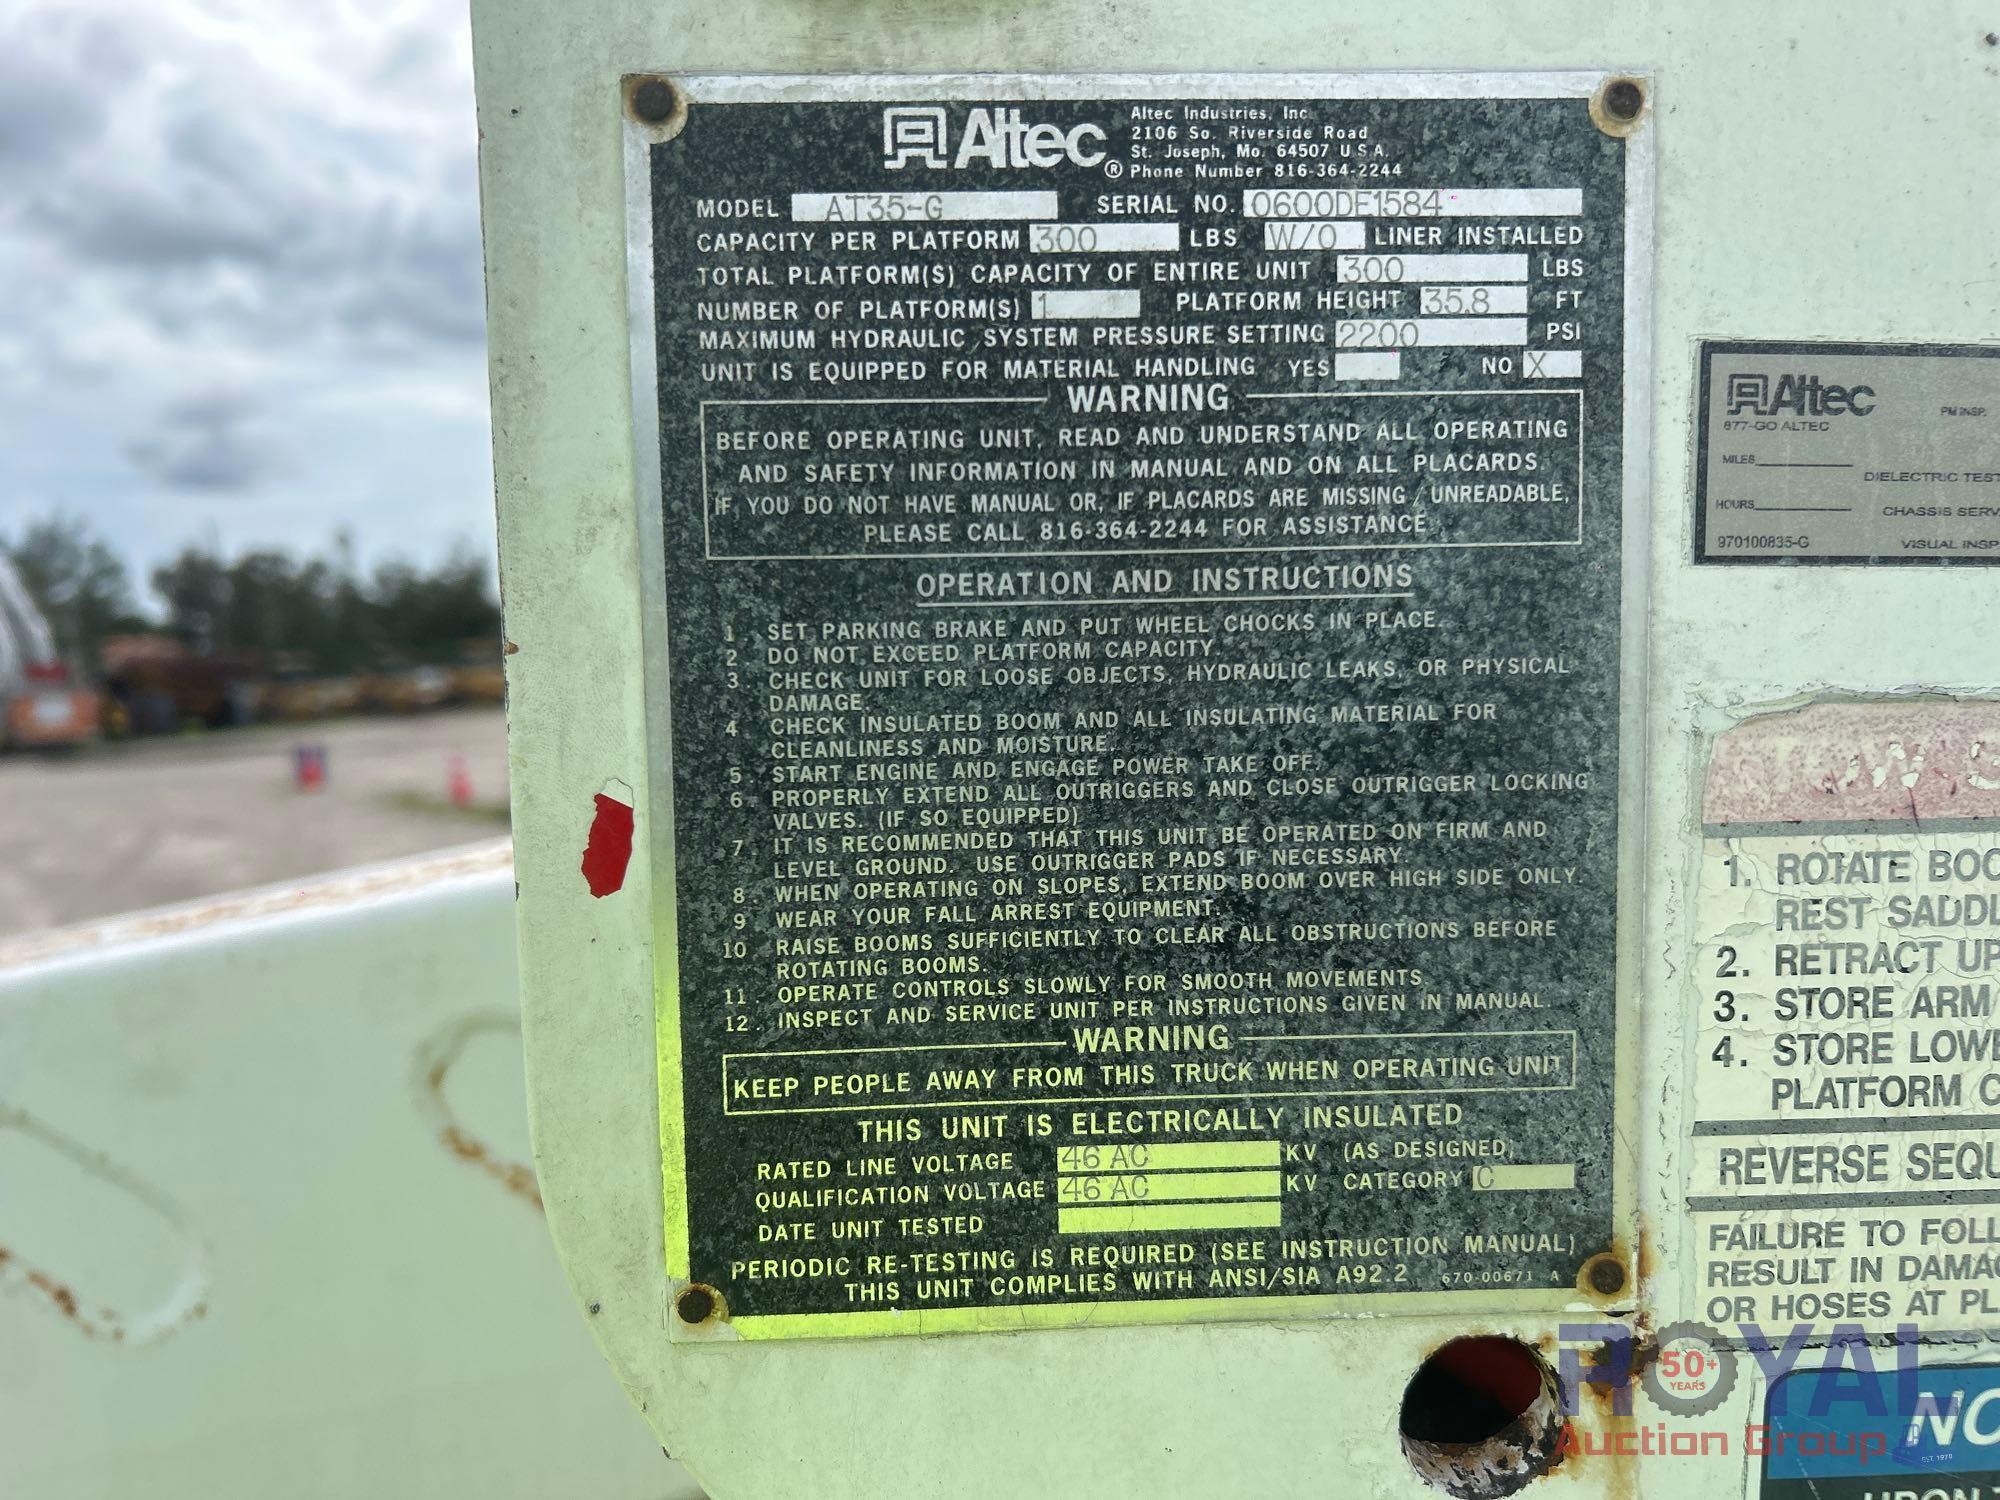 Altec
Altec Industries, Inc.
2106 So. Riverside Road
St. Joseph, Mo. 64507 U.S.A.
® Phone Number 816-364-2244
MODEL AT35-G SERIAL NO. 0600DF1584
CAPACITY PER PLATFORM 300 LBS W/O LINER INSTALLED
TOTAL PLATFORM(S) CAPACITY OF ENTIRE UNIT 300 LBS
NUMBER OF PLATFORM(S) 1 PLATFORM HEIGHT 35.8 FT
MAXIMUM HYDRAULIC SYSTEM PRESSURE SETTING 2200 PSI
UNIT IS EQUIPPED FOR MATERIAL HANDLING YES NO X
WARNING
BEFORE OPERATING UNIT, READ AND UNDERSTAND ALL OPERATING
AND SAFETY INFORMATION IN MANUAL AND ON ALL PLACARDS.
IF YOU DO NOT HAVE MANUAL OR, IF PLACARDS ARE MISSING / UNREADABLE,
PLEASE CALL 816-364-2244 FOR ASSISTANCE.
OPERATION AND INSTRUCTIONS
1. SET PARKING BRAKE AND PUT WHEEL CHOCKS IN PLACE.
2. DO NOT EXCEED PLATFORM CAPACITY.
3. CHECK UNIT FOR LOOSE OBJECTS, HYDRAULIC LEAKS, OR PHYSICAL
DAMAGE.
4. CHECK INSULATED BOOM AND ALL INSULATING MATERIAL FOR
CLEANLINESS AND MOISTURE.
5. START ENGINE AND ENGAGE POWER TAKE OFF.
6. PROPERLY EXTEND ALL OUTRIGGERS AND CLOSE OUTRIGGER LOCKING
VALVES. (IF SO EQUIPPED)
7. IT IS RECOMMENDED THAT THIS UNIT BE OPERATED ON FIRM AND
LEVEL GROUND. USE OUTRIGGER PADS IF NECESSARY.
8. WHEN OPERATING ON SLOPES, EXTEND BOOM OVER HIGH SIDE ONLY.
9. WEAR YOUR FALL ARREST EQUIPMENT.
10. RAISE BOOMS SUFFICIENTLY TO CLEAR ALL OBSTRUCTIONS BEFORE
ROTATING BOOMS.
11. OPERATE CONTROLS SLOWLY FOR SMOOTH MOVEMENTS.
12. INSPECT AND SERVICE UNIT PER INSTRUCTIONS GIVEN IN MANUAL.
WARNING
KEEP PEOPLE AWAY FROM THIS TRUCK WHEN OPERATING UNIT
THIS UNIT IS ELECTRICALLY INSULATED
RATED LINE VOLTAGE 46 AC KV (AS DESIGNED)
QUALIFICATION VOLTAGE 46 AC KV CATEGORY C
DATE UNIT TESTED
PERIODIC RE-TESTING IS REQUIRED (SEE INSTRUCTION MANUAL)
THIS UNIT COMPLIES WITH ANSI/SIA A92.2 670-00671 A
Altec
877-GO ALTEC
PM INSP.
MILES
DIELECTRIC TEST
HOURS
CHASSIS SERV
970100835-G
VISUAL INSP
1. ROTATE BOO
REST SADDL
2. RETRACT UP
3. STORE ARM
4. STORE LOWE
PLATFORM C
REVERSE SEQU
FAILURE TO FOLL
RESULT IN DAMAG
OR HOSES AT PL
NO
UPON
ROYAL
50+
YEARS
Auction Group
EST. 1970